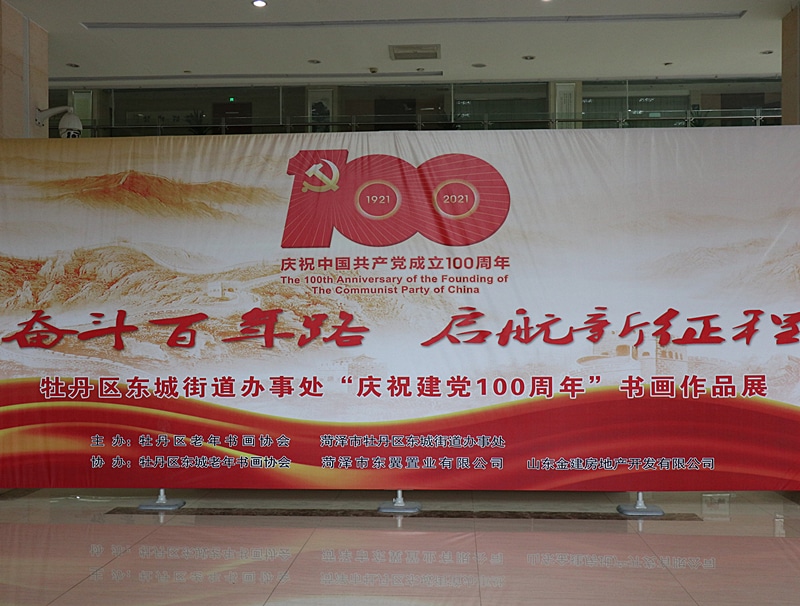 100
1921 2021
庆祝中国共产党成立100周年
The 100th Anniversary of the Founding of
The Communist Party of China
奋斗百年路 启航新征程
牡丹区东城街道办事处“庆祝建党100周年”书画作品展
主办：牡丹区老年书画协会 菏泽市牡丹区东城街道办事处
协办：牡丹区东城老年书画协会 菏泽市东翼置业有限公司 山东金建房地产开发有限公司